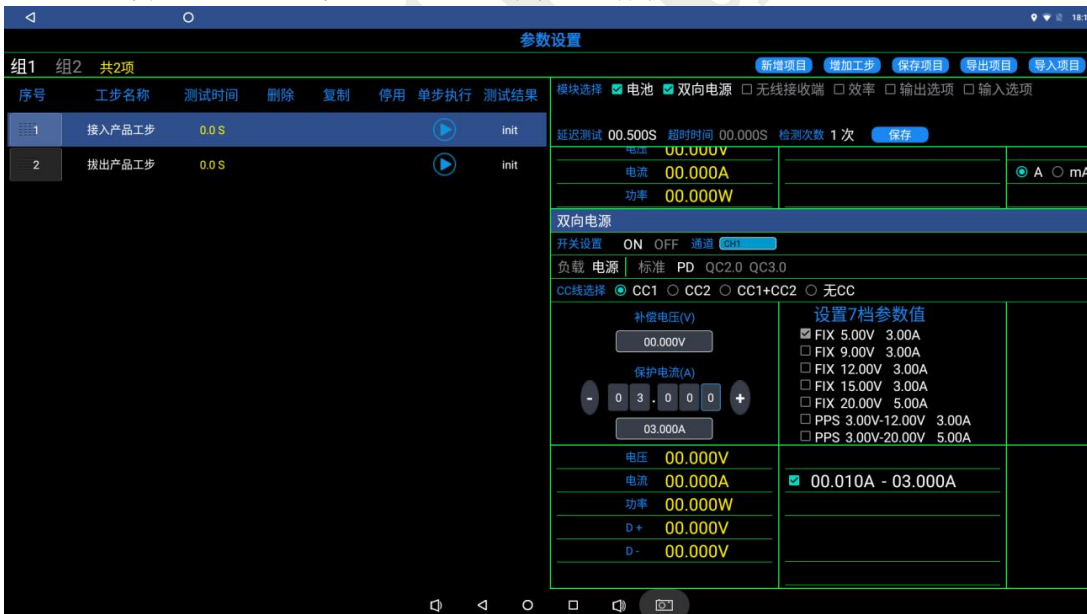 18:1
参数设置
组1 组2 共2项 新增项目 增加工步 保存项目 导出项目 导入项目
序号 工步名称 测试时间 删除 复制 停用 单步执行 测试结果
1 接入产品工步 0.0 S init
2 拔出产品工步 0.0 S init
模块选择 电池 双向电源 无线接收端 效率 输出选项 输入选项
延迟测试 00.500S 超时时间 00.000S 检测次数 1 次 保存
电压 00.000V
电流 00.000A A mA
功率 00.000W
双向电源
开关设置 ON OFF 通道 CH1
负载 电源 标准 PD QC2.0 QC3.0
CC线选择 CC1 CC2 CC1+CC2 无CC
补偿电压(V)
00.000V
保护电流(A)
- 0 3 . 0 0 0 +
03.000A
设置7档参数值
FIX 5.00V 3.00A
FIX 9.00V 3.00A
FIX 12.00V 3.00A
FIX 15.00V 3.00A
FIX 20.00V 5.00A
PPS 3.00V-12.00V 3.00A
PPS 3.00V-20.00V 5.00A
电压 00.000V
电流 00.000A 00.010A - 03.000A
功率 00.000W
D + 00.000V
D - 00.000V